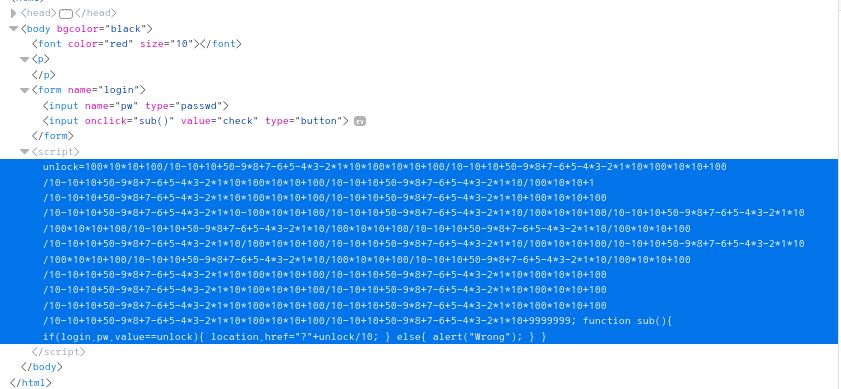 <head> </head>
<body bgcolor="black">
<font color="red" size="10"></font>
<p>
</p>
<form name="login">
<input name="pw" type="passwd">
<input onclick="sub()" value="check" type="button"> ev
</form>
<script>
unlock=100*10*10+100/10-10+10+50-9*8+7-6+5-4*3-2*1*10*100*10*10+100/10-10+10+50-9*8+7-6+5-4*3-2*1*10*100*10*10+100
/10-10+10+50-9*8+7-6+5-4*3-2*1*10*100*10*10+100/10-10+10+50-9*8+7-6+5-4*3-2*1*10/100*10*10+1
/10-10+10+50-9*8+7-6+5-4*3-2*1*10*100*10*10+100/10-10+10+50-9*8+7-6+5-4*3-2*1*10+100*10*10+100
/10-10+10+50-9*8+7-6+5-4*3-2*1*10-100*10*10+100/10-10+10+50-9*8+7-6+5-4*3-2*1*10/100*10*10+100/10-10+10+50-9*8+7-6+5-4*3-2*1*10
/100*10*10+100/10-10+10+50-9*8+7-6+5-4*3-2*1*10/100*10*10+100/10-10+10+50-9*8+7-6+5-4*3-2*1*10/100*10*10+100
/10-10+10+50-9*8+7-6+5-4*3-2*1*10/100*10*10+100/10-10+10+50-9*8+7-6+5-4*3-2*1*10/100*10*10+100/10-10+10+50-9*8+7-6+5-4*3-2*1*10
/100*10*10+100/10-10+10+50-9*8+7-6+5-4*3-2*1*10/100*10*10+100/10-10+10+50-9*8+7-6+5-4*3-2*1*10/100*10*10+100
/10-10+10+50-9*8+7-6+5-4*3-2*1*10*100*10*10+100/10-10+10+50-9*8+7-6+5-4*3-2*1*10*100*10*10+100
/10-10+10+50-9*8+7-6+5-4*3-2*1*10*100*10*10+100/10-10+10+50-9*8+7-6+5-4*3-2*1*10*100*10*10+100
/10-10+10+50-9*8+7-6+5-4*3-2*1*10*100*10*10+100/10-10+10+50-9*8+7-6+5-4*3-2*1*10*100*10*10+100
/10-10+10+50-9*8+7-6+5-4*3-2*1*10*100*10*10+100/10-10+10+50-9*8+7-6+5-4*3-2*1*10+9999999; function sub(){
if(login.pw.value==unlock){ location.href="?"+unlock/10; } else{ alert("Wrong"); } }
</script>
</body>
</html>